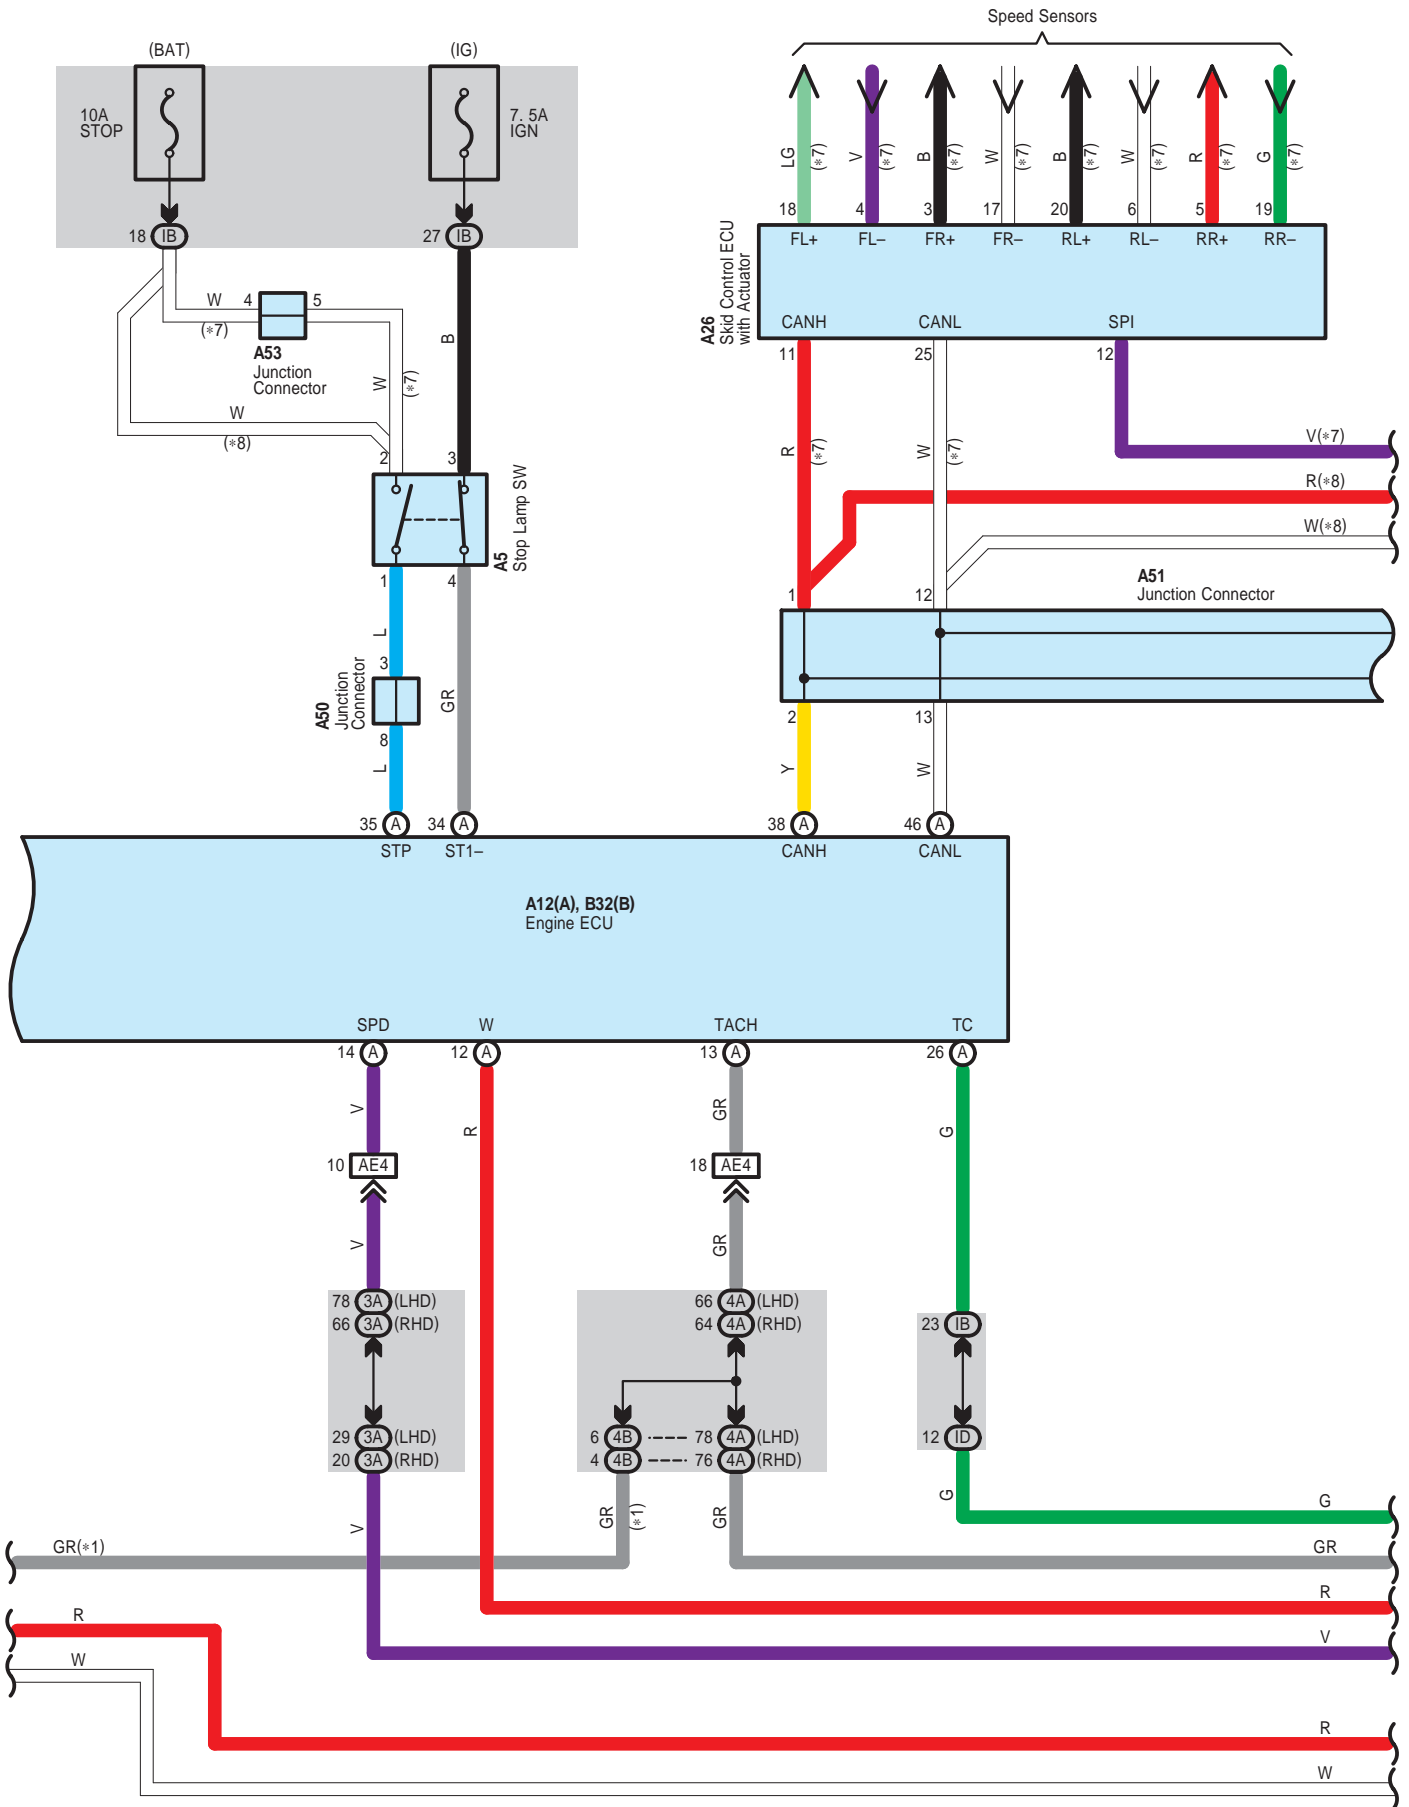 Speed Sensors
(BAT)
(IG)
10A
STOP
7. 5A
IGN
18 IB
27 IB
LG
(*7)
V
(*7)
B
(*7)
W
(*7)
B
(*7)
W
(*7)
R
(*7)
G
(*7)
18 4 3 17 20 6 5 19
FL+ FL– FR+ FR– RL+ RL– RR+ RR–
A26
Skid Control ECU
with Actuator
CANH CANL SPI
11 25 12
W 4 5
(*7)
A53
Junction
Connector
B
W
(*7)
W
(*8)
2 3
A5
Stop Lamp SW
1 4
R
(*7)
W
(*7)
V(*7)
R(*8)
W(*8)
A51
Junction Connector
1 12
L
3
A50
Junction
Connector
GR
8
L
2 13
Y
W
35 A 34 A 38 A 46 A
STP ST1– CANH CANL
A12(A), B32(B)
Engine ECU
SPD W TACH TC
14 A 12 A 13 A 26 A
V
R
GR
G
10 AE4
18 AE4
V
GR
78 3A (LHD)
66 3A (RHD)
66 4A (LHD)
64 4A (RHD)
23 IB
29 3A (LHD)
20 3A (RHD)
6 4B 78 4A (LHD)
4 4B 76 4A (RHD)
12 ID
V
GR
(*1)
GR
G
G
GR(*1)
GR
R
R
V
W
R
W